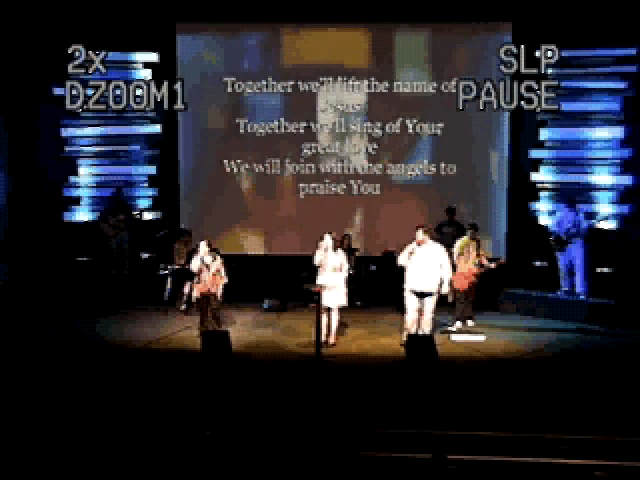 2x
DZOOM1
SLP
PAUSE
Together we'll lift the name of
Jesus
Together we'll sing of Your
great love
We will join with the angels to
praise You